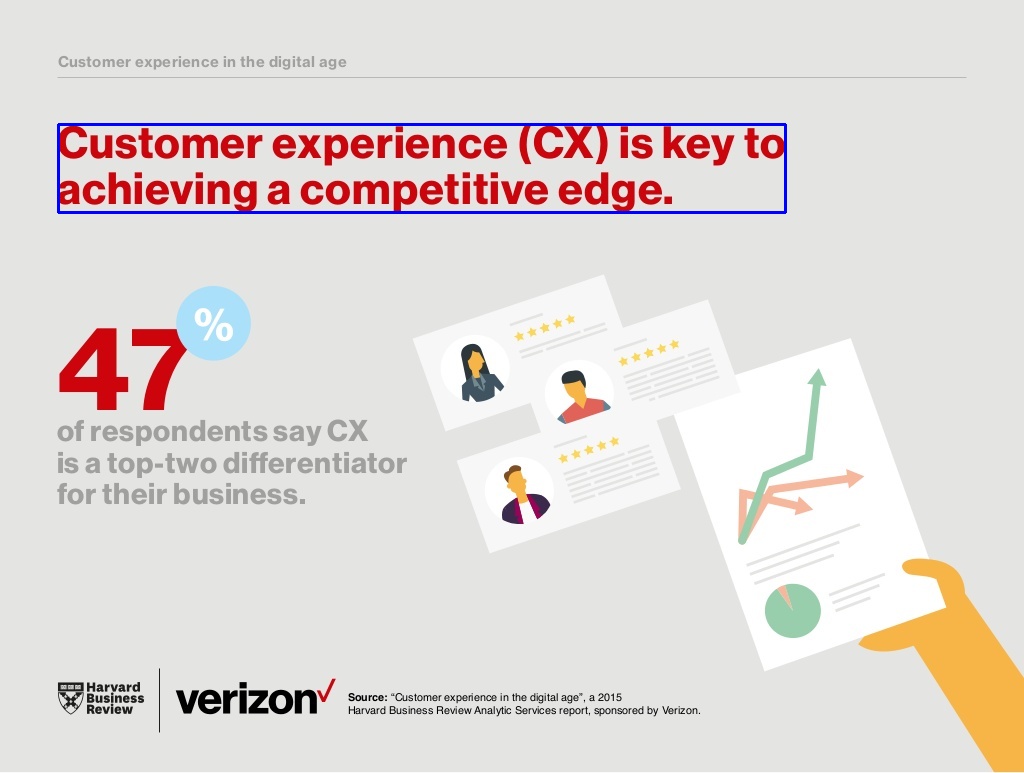 Customer experience in the digital age
Customer experience (CX) is key to
achieving a competitive edge.
47%
of respondents say CX
is a top-two differentiator
for their business.
Harvard
Business
Review
verizon✓
Source: “Customer experience in the digital age”, a 2015
Harvard Business Review Analytic Services report, sponsored by Verizon.